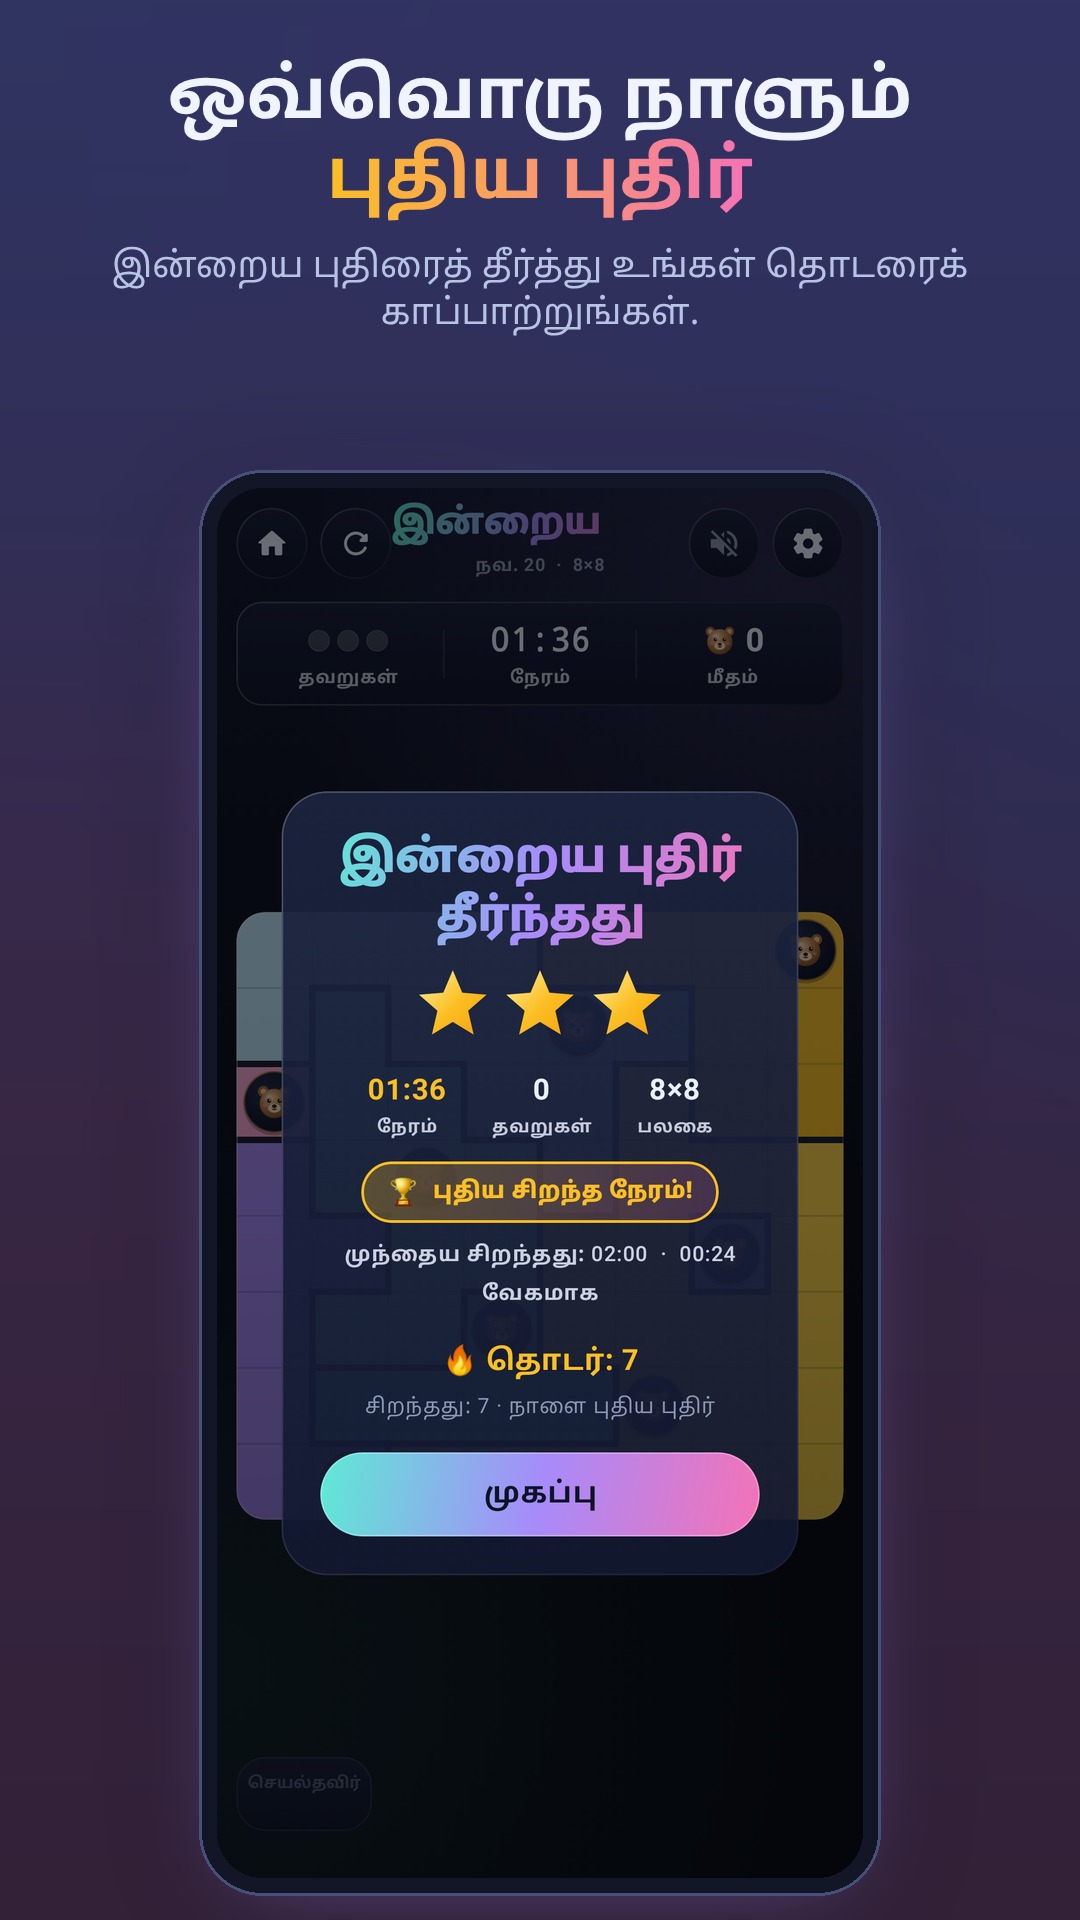 ஒவ்வொரு நாளும்
புதிய புதிர்
இன்றைய புதிரைத் தீர்த்து உங்கள் தொடரைக்
காப்பாற்றுங்கள்.
இன்றைய
நவ. 20 · 8×8
01:36
0
தவறுகள்
நேரம்
மீதம்
இன்றைய புதிர்
தீர்ந்தது
01:36
0
8×8
நேரம்
தவறுகள்
பலகை
புதிய சிறந்த நேரம்!
முந்தைய சிறந்தது: 02:00 · 00:24
வேகமாக
தொடர்: 7
சிறந்தது: 7 · நாளை புதிய புதிர்
முகப்பு
செயல்தவிர்